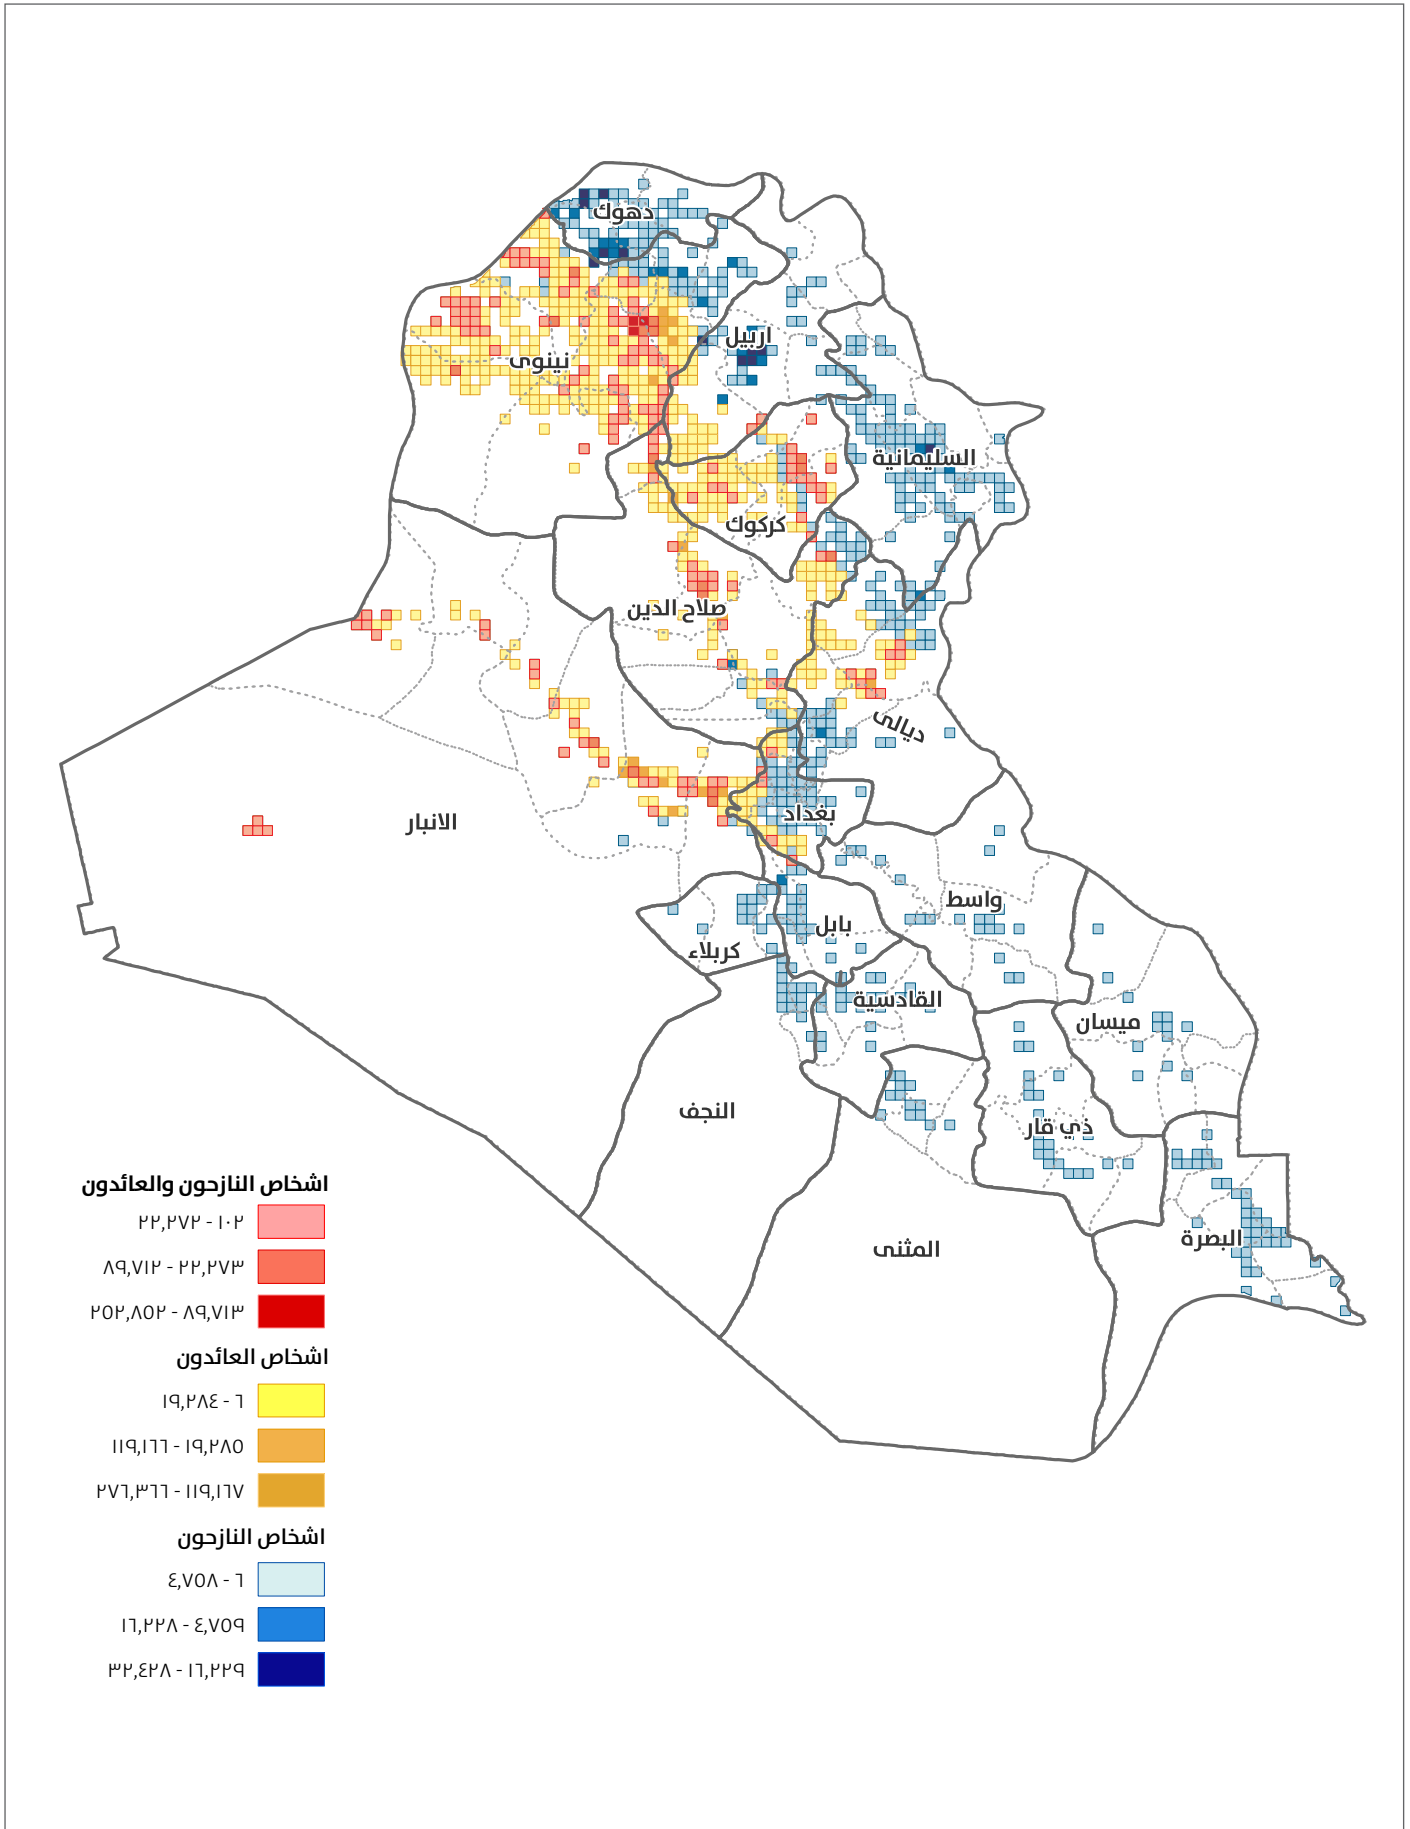 دهوك
اربيل
نينوى
السليمانية
كركوك
صلاح الدين
ديالى
بغداد
الانبار
واسط
بابل
كربلاء
القادسية
ميسان
النجف
ذي قار
البصرة
المثنى
اشخاص النازحون والعائدون
١٠٢ - ٢٢,٢٧٢
٢٢,٢٧٣ - ٨٩,٧١٢
٨٩,٧١٣ - ٢٥٢,٨٥٢
اشخاص العائدون
٦ - ١٩,٢٨٤
١٩,٢٨٥ - ١١٩,١٦٦
١١٩,١٦٧ - ٢٧٦,٣٦٦
اشخاص النازحون
٦ - ٤,٧٥٨
٤,٧٥٩ - ١٦,٢٢٨
١٦,٢٢٩ - ٣٢,٤٢٨